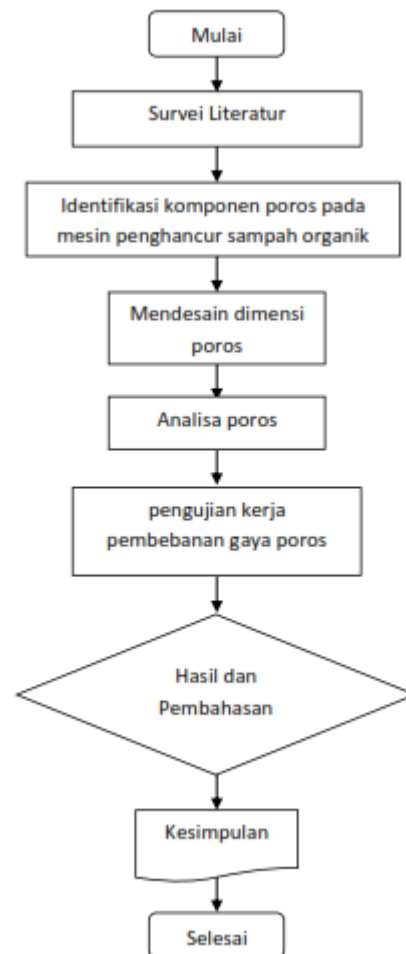 Mulai
Survei Literatur
Identifikasi komponen poros pada
mesin penghancur sampah organik
Mendesain dimensi
poros
Analisa poros
pengujian kerja
pembebanan gaya poros
Hasil dan
Pembahasan
Kesimpulan
Selesai